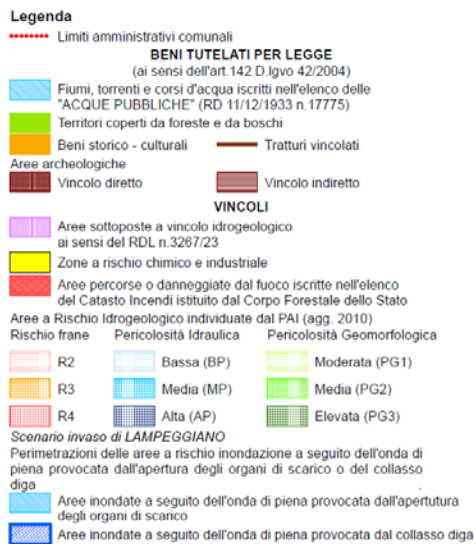 Legenda
Limiti amministrativi comunali
BENI TUTELATI PER LEGGE
(ai sensi dell'art.142 D.lgvo 42/2004)
Fiumi, torrenti e corsi d'acqua iscritti nell'elenco delle
"ACQUE PUBBLICHE" (RD 11/12/1933 n.17775)
Territori coperti da foreste e da boschi
Beni storico - culturali Tratturi vincolati
Aree archeologiche
Vincolo diretto Vincolo indiretto
VINCOLI
Aree sottoposte a vincolo idrogeologico
ai sensi del RDL n.3267/23
Zone a rischio chimico e industriale
Aree percorse o danneggiate dal fuoco iscritte nell'elenco
del Catasto Incendi istituito dal Corpo Forestale dello Stato
Aree a Rischio Idrogeologico individuate dal PAI (agg. 2010)
Rischio frane Pericolosità Idraulica Pericolosità Geomorfologica
R2 Bassa (BP) Moderata (PG1)
R3 Media (MP) Media (PG2)
R4 Alta (AP) Elevata (PG3)
Scenario invaso di LAMPEGGIANO
Perimetrazioni delle aree a rischio inondazione a seguito dell'onda di
piena provocata dall'apertura degli organi di scarico o del collasso
diga
Aree inondate a seguito dell'onda di piena provocata dall'apertutura
degli organi di scarico
Aree inondate a seguito dell'onda di piena provocata dal collasso diga